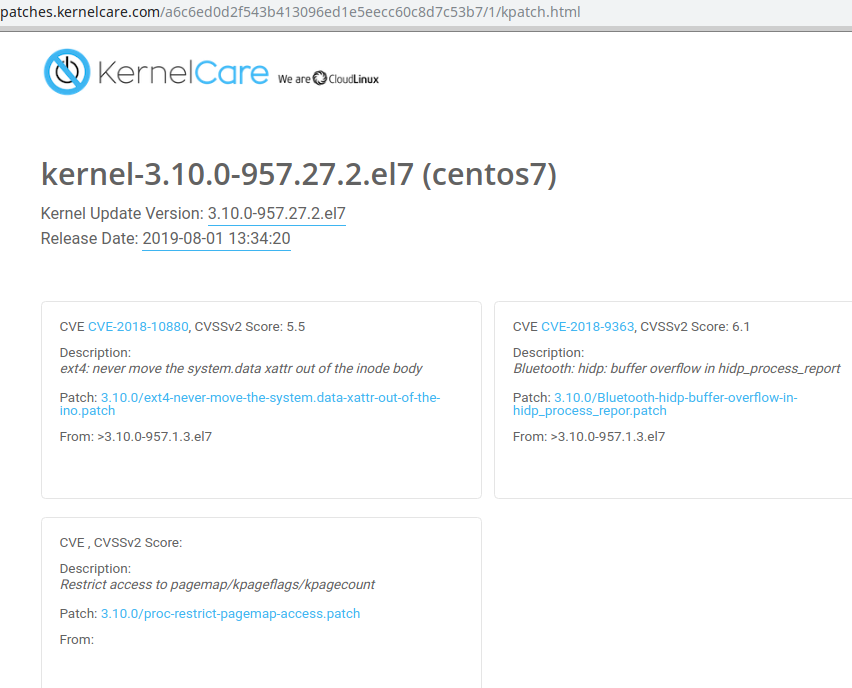 patches.kernelcare.com/a6c6ed0d2f543b413096ed1e5eecc60c8d7c53b7/1/kpatch.html
KernelCare We are CloudLinux
kernel-3.10.0-957.27.2.el7 (centos7)
Kernel Update Version: 3.10.0-957.27.2.el7
Release Date: 2019-08-01 13:34:20
CVE CVE-2018-10880, CVSSv2 Score: 5.5
Description:
ext4: never move the system.data xattr out of the inode body
Patch: 3.10.0/ext4-never-move-the-system.data-xattr-out-of-the-
ino.patch
From: >3.10.0-957.1.3.el7
CVE CVE-2018-9363, CVSSv2 Score: 6.1
Description:
Bluetooth: hidp: buffer overflow in hidp_process_report
Patch: 3.10.0/Bluetooth-hidp-buffer-overflow-in-
hidp_process_repor.patch
From: >3.10.0-957.1.3.el7
CVE , CVSSv2 Score:
Description:
Restrict access to pagemap/kpageflags/kpagecount
Patch: 3.10.0/proc-restrict-pagemap-access.patch
From: